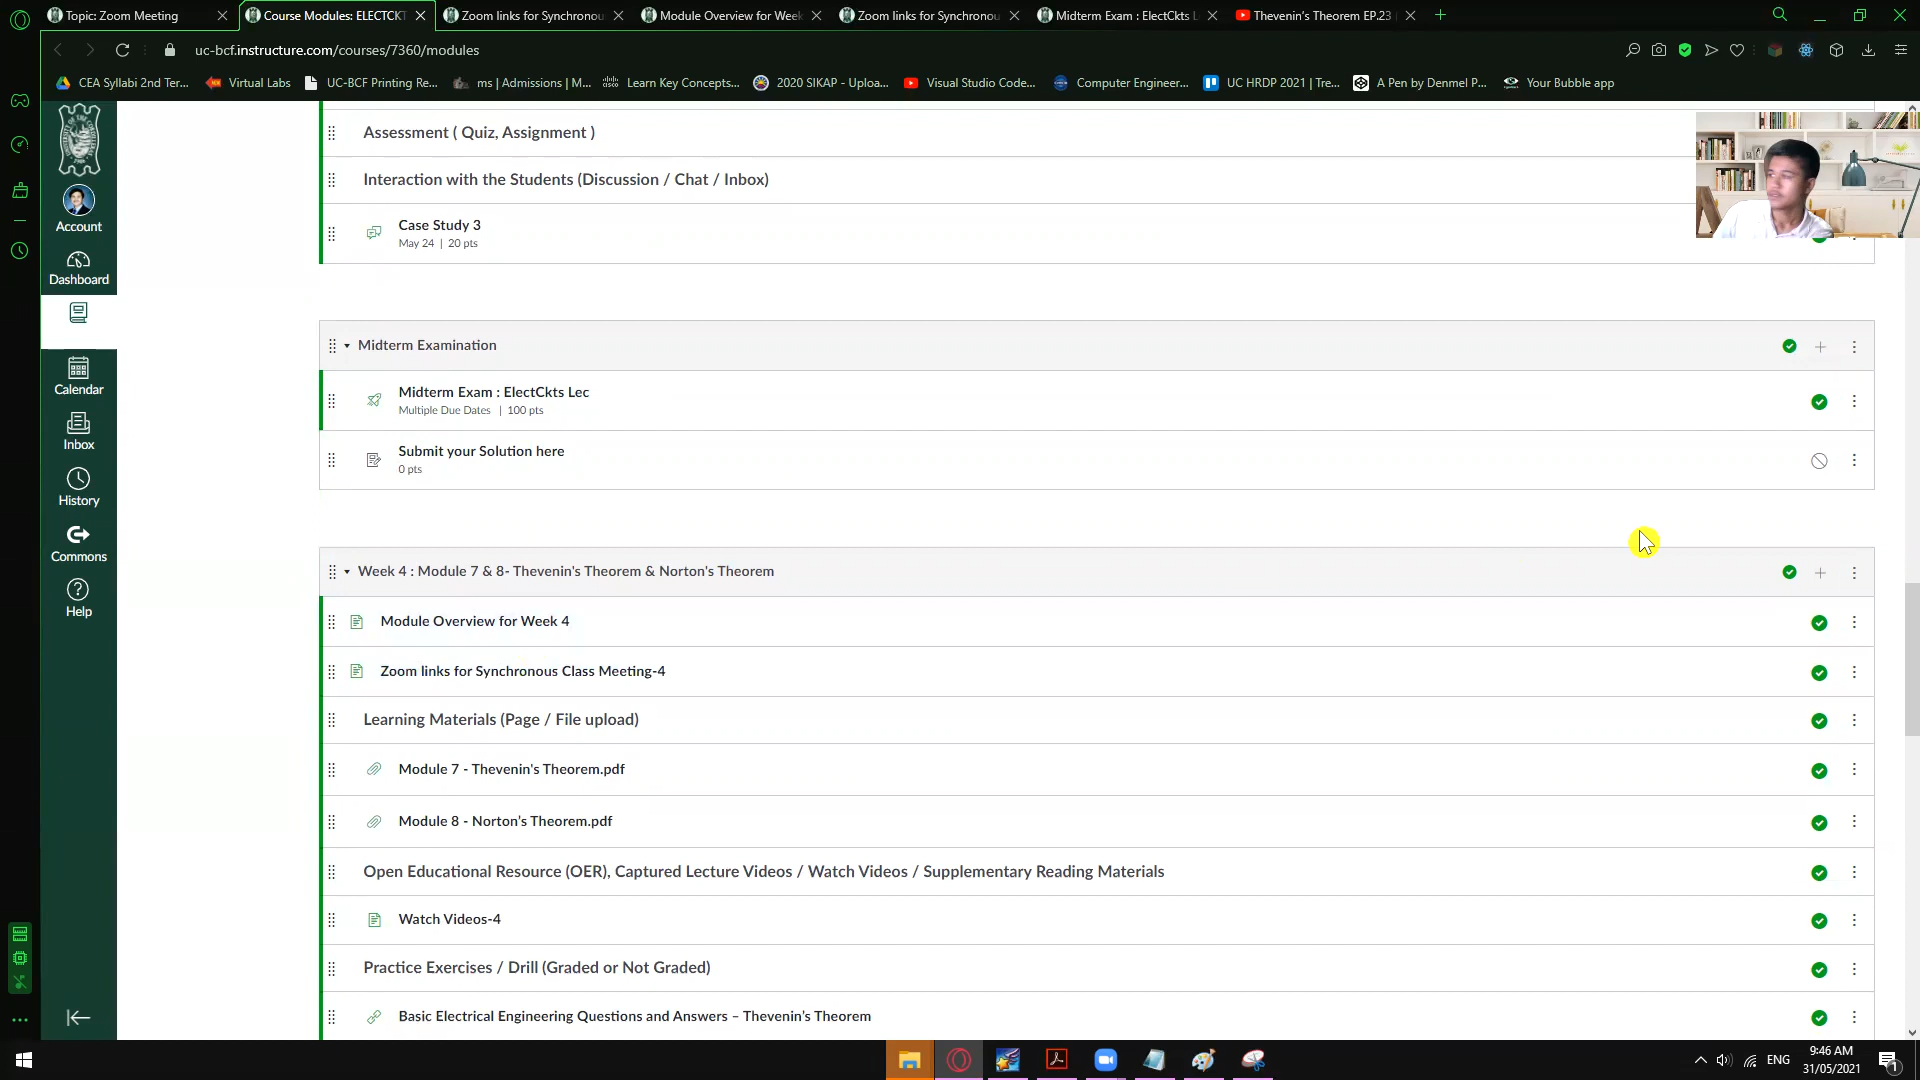 Topic: Zoom Meeting
Course Modules: ELECTCKT
Zoom links for Synchronou
Module Overview for Week
Zoom links for Synchronou
Midterm Exam : ElectCkts L
Thevenin's Theorem EP.23
uc-bcf.instructure.com/courses/7360/modules
CEA Syllabi 2nd Ter...
Virtual Labs
UC-BCF Printing Re...
ms | Admissions | M...
Learn Key Concepts...
2020 SIKAP - Uploa...
Visual Studio Code...
Computer Engineer...
UC HRDP 2021 | Tre...
A Pen by Denmel P...
Your Bubble app
Account
Dashboard
Calendar
Inbox
History
Commons
Help
Assessment ( Quiz, Assignment )
Interaction with the Students (Discussion / Chat / Inbox)
Case Study 3
May 24 | 20 pts
Midterm Examination
Midterm Exam : ElectCkts Lec
Multiple Due Dates | 100 pts
Submit your Solution here
0 pts
Week 4 : Module 7 & 8- Thevenin's Theorem & Norton's Theorem
Module Overview for Week 4
Zoom links for Synchronous Class Meeting-4
Learning Materials (Page / File upload)
Module 7 - Thevenin's Theorem.pdf
Module 8 - Norton's Theorem.pdf
Open Educational Resource (OER), Captured Lecture Videos / Watch Videos / Supplementary Reading Materials
Watch Videos-4
Practice Exercises / Drill (Graded or Not Graded)
Basic Electrical Engineering Questions and Answers – Thevenin's Theorem
ENG
9:46 AM
31/05/2021
1